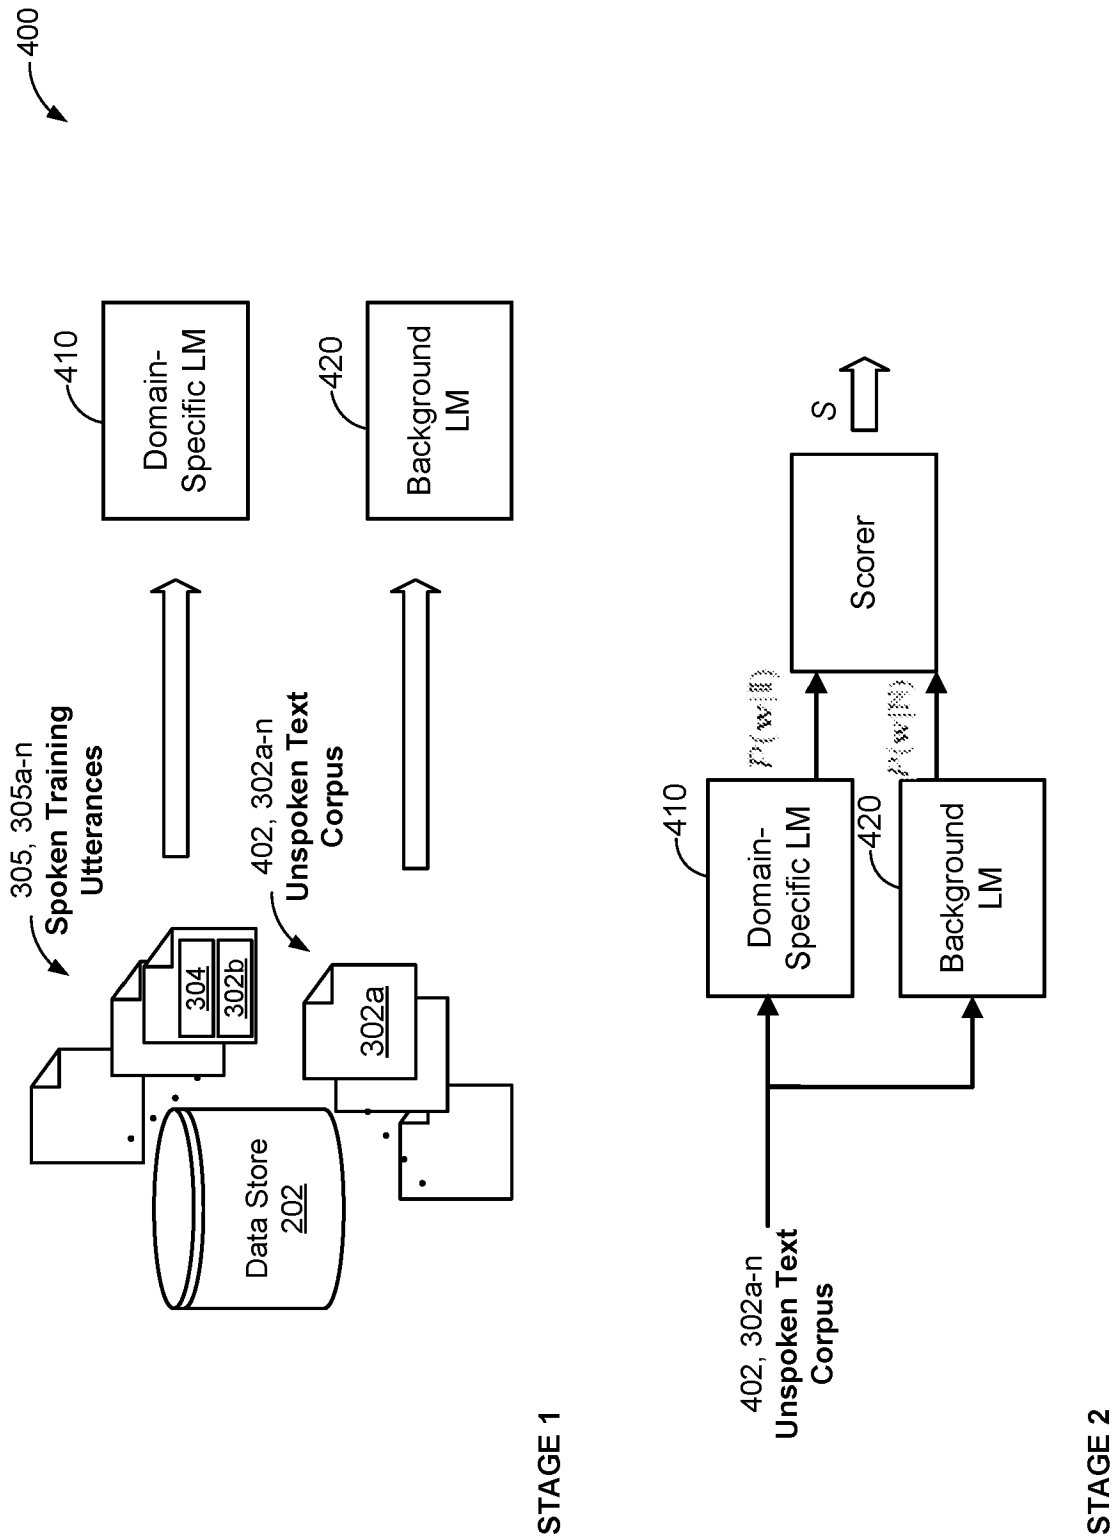 400
305, 305a-n
Spoken Training
Utterances
304
302b
410
Domain-
Specific LM
Data Store
202
402, 302a-n
Unspoken Text
Corpus
302a
420
Background
LM
STAGE 1
402, 302a-n
Unspoken Text
Corpus
410
Domain-
Specific LM
P(w|I)
420
Background
LM
P(w|N)
Scorer
S
STAGE 2